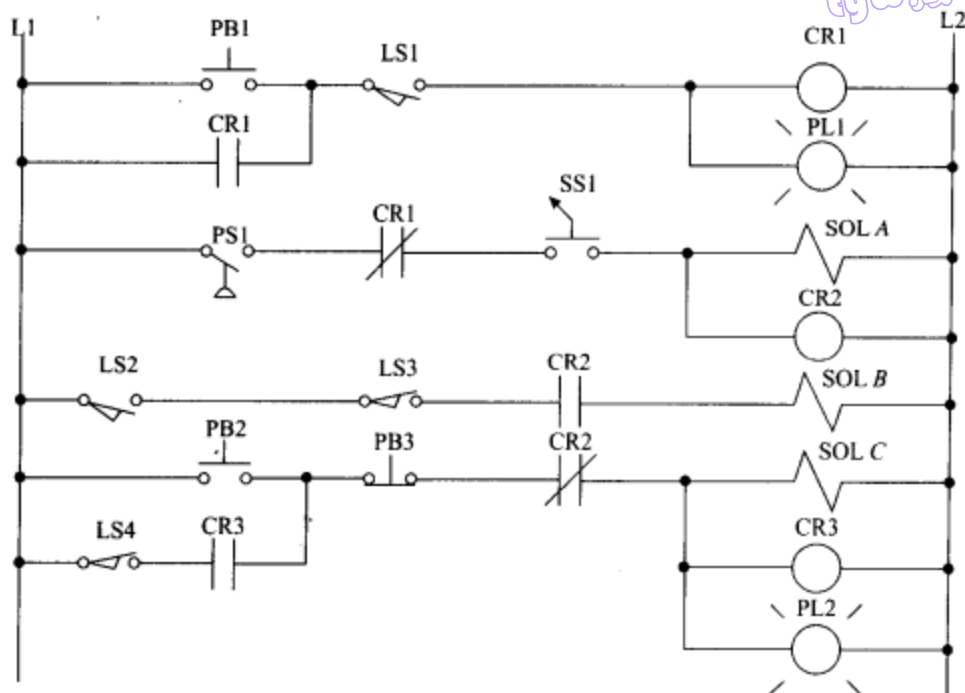 L1
PB1
LS1
CR1
L2
CR1
PL1
PS1
CR1
SS1
SOL A
CR2
LS2
LS3
CR2
SOL B
PB2
PB3
CR2
SOL C
LS4
CR3
CR3
PL2